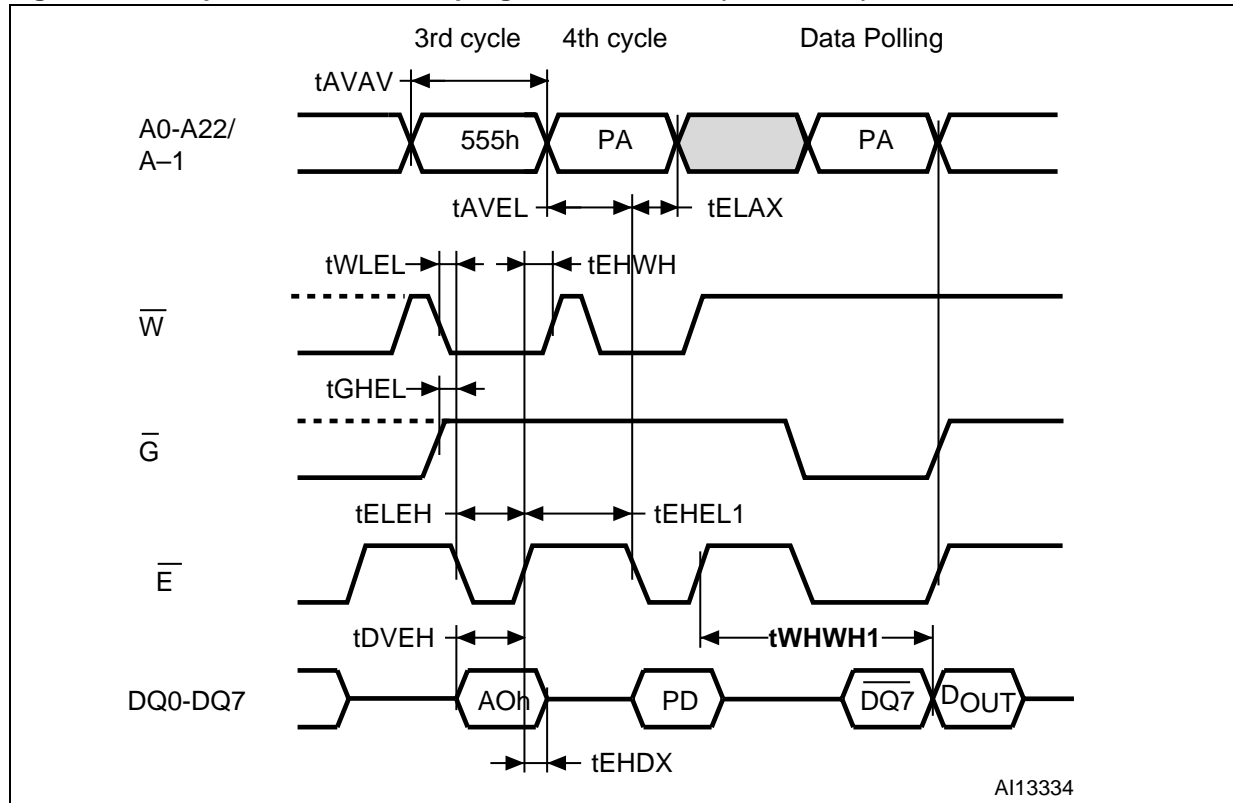 3rd cycle 4th cycle Data Polling
tAVAV
A0-A22/
A–1
555h PA PA
tAVEL tELAX
tWLEL tEHWH
W
tGHEL
G
tELEH tEHEL1
E
tDVEH tWHWH1
DQ0-DQ7 AOh PD DQ7 DOUT
tEHDX
AI13334